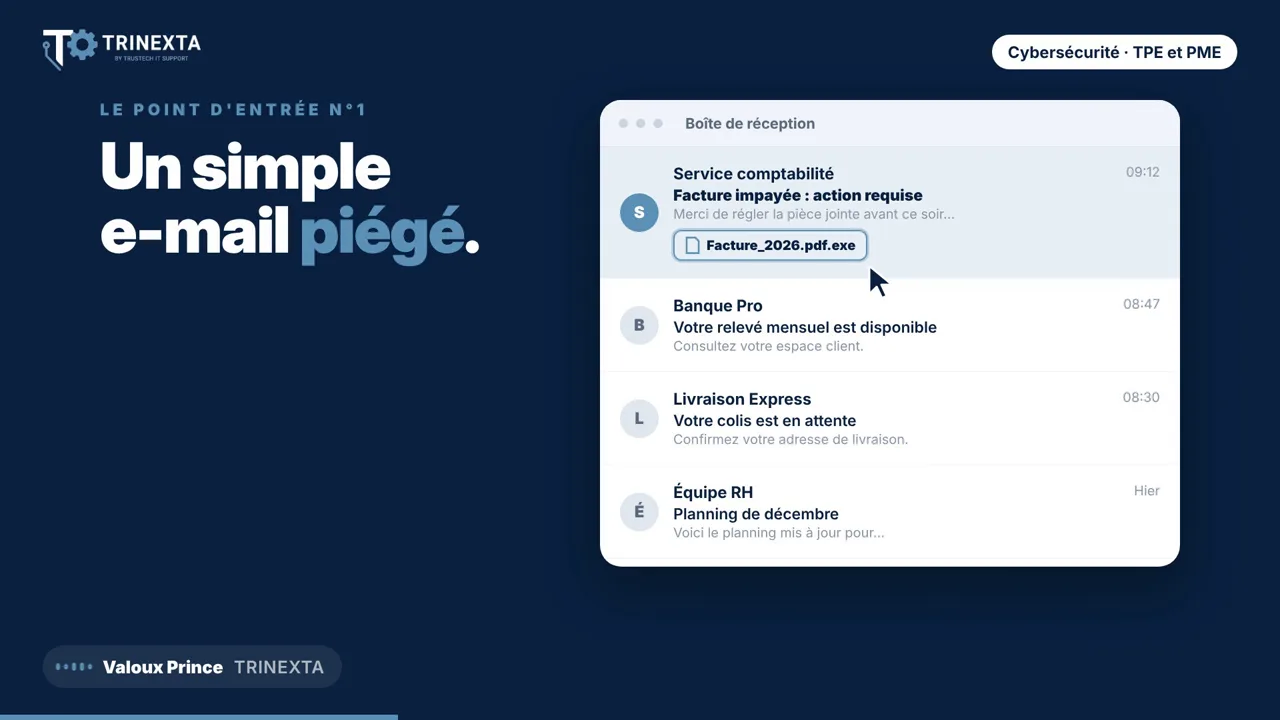 TRINEXTA
BY TRUSTECH IT SUPPORT
Cybersécurité · TPE et PME
LE POINT D'ENTRÉE N°1
Un simple
e-mail piégé.
Boîte de réception
S
Service comptabilité
09:12
Facture impayée : action requise
Merci de régler la pièce jointe avant ce soir...
Facture_2026.pdf.exe
B
Banque Pro
08:47
Votre relevé mensuel est disponible
Consultez votre espace client.
L
Livraison Express
08:30
Votre colis est en attente
Confirmez votre adresse de livraison.
É
Équipe RH
Hier
Planning de décembre
Voici le planning mis à jour pour...
Valoux Prince TRINEXTA